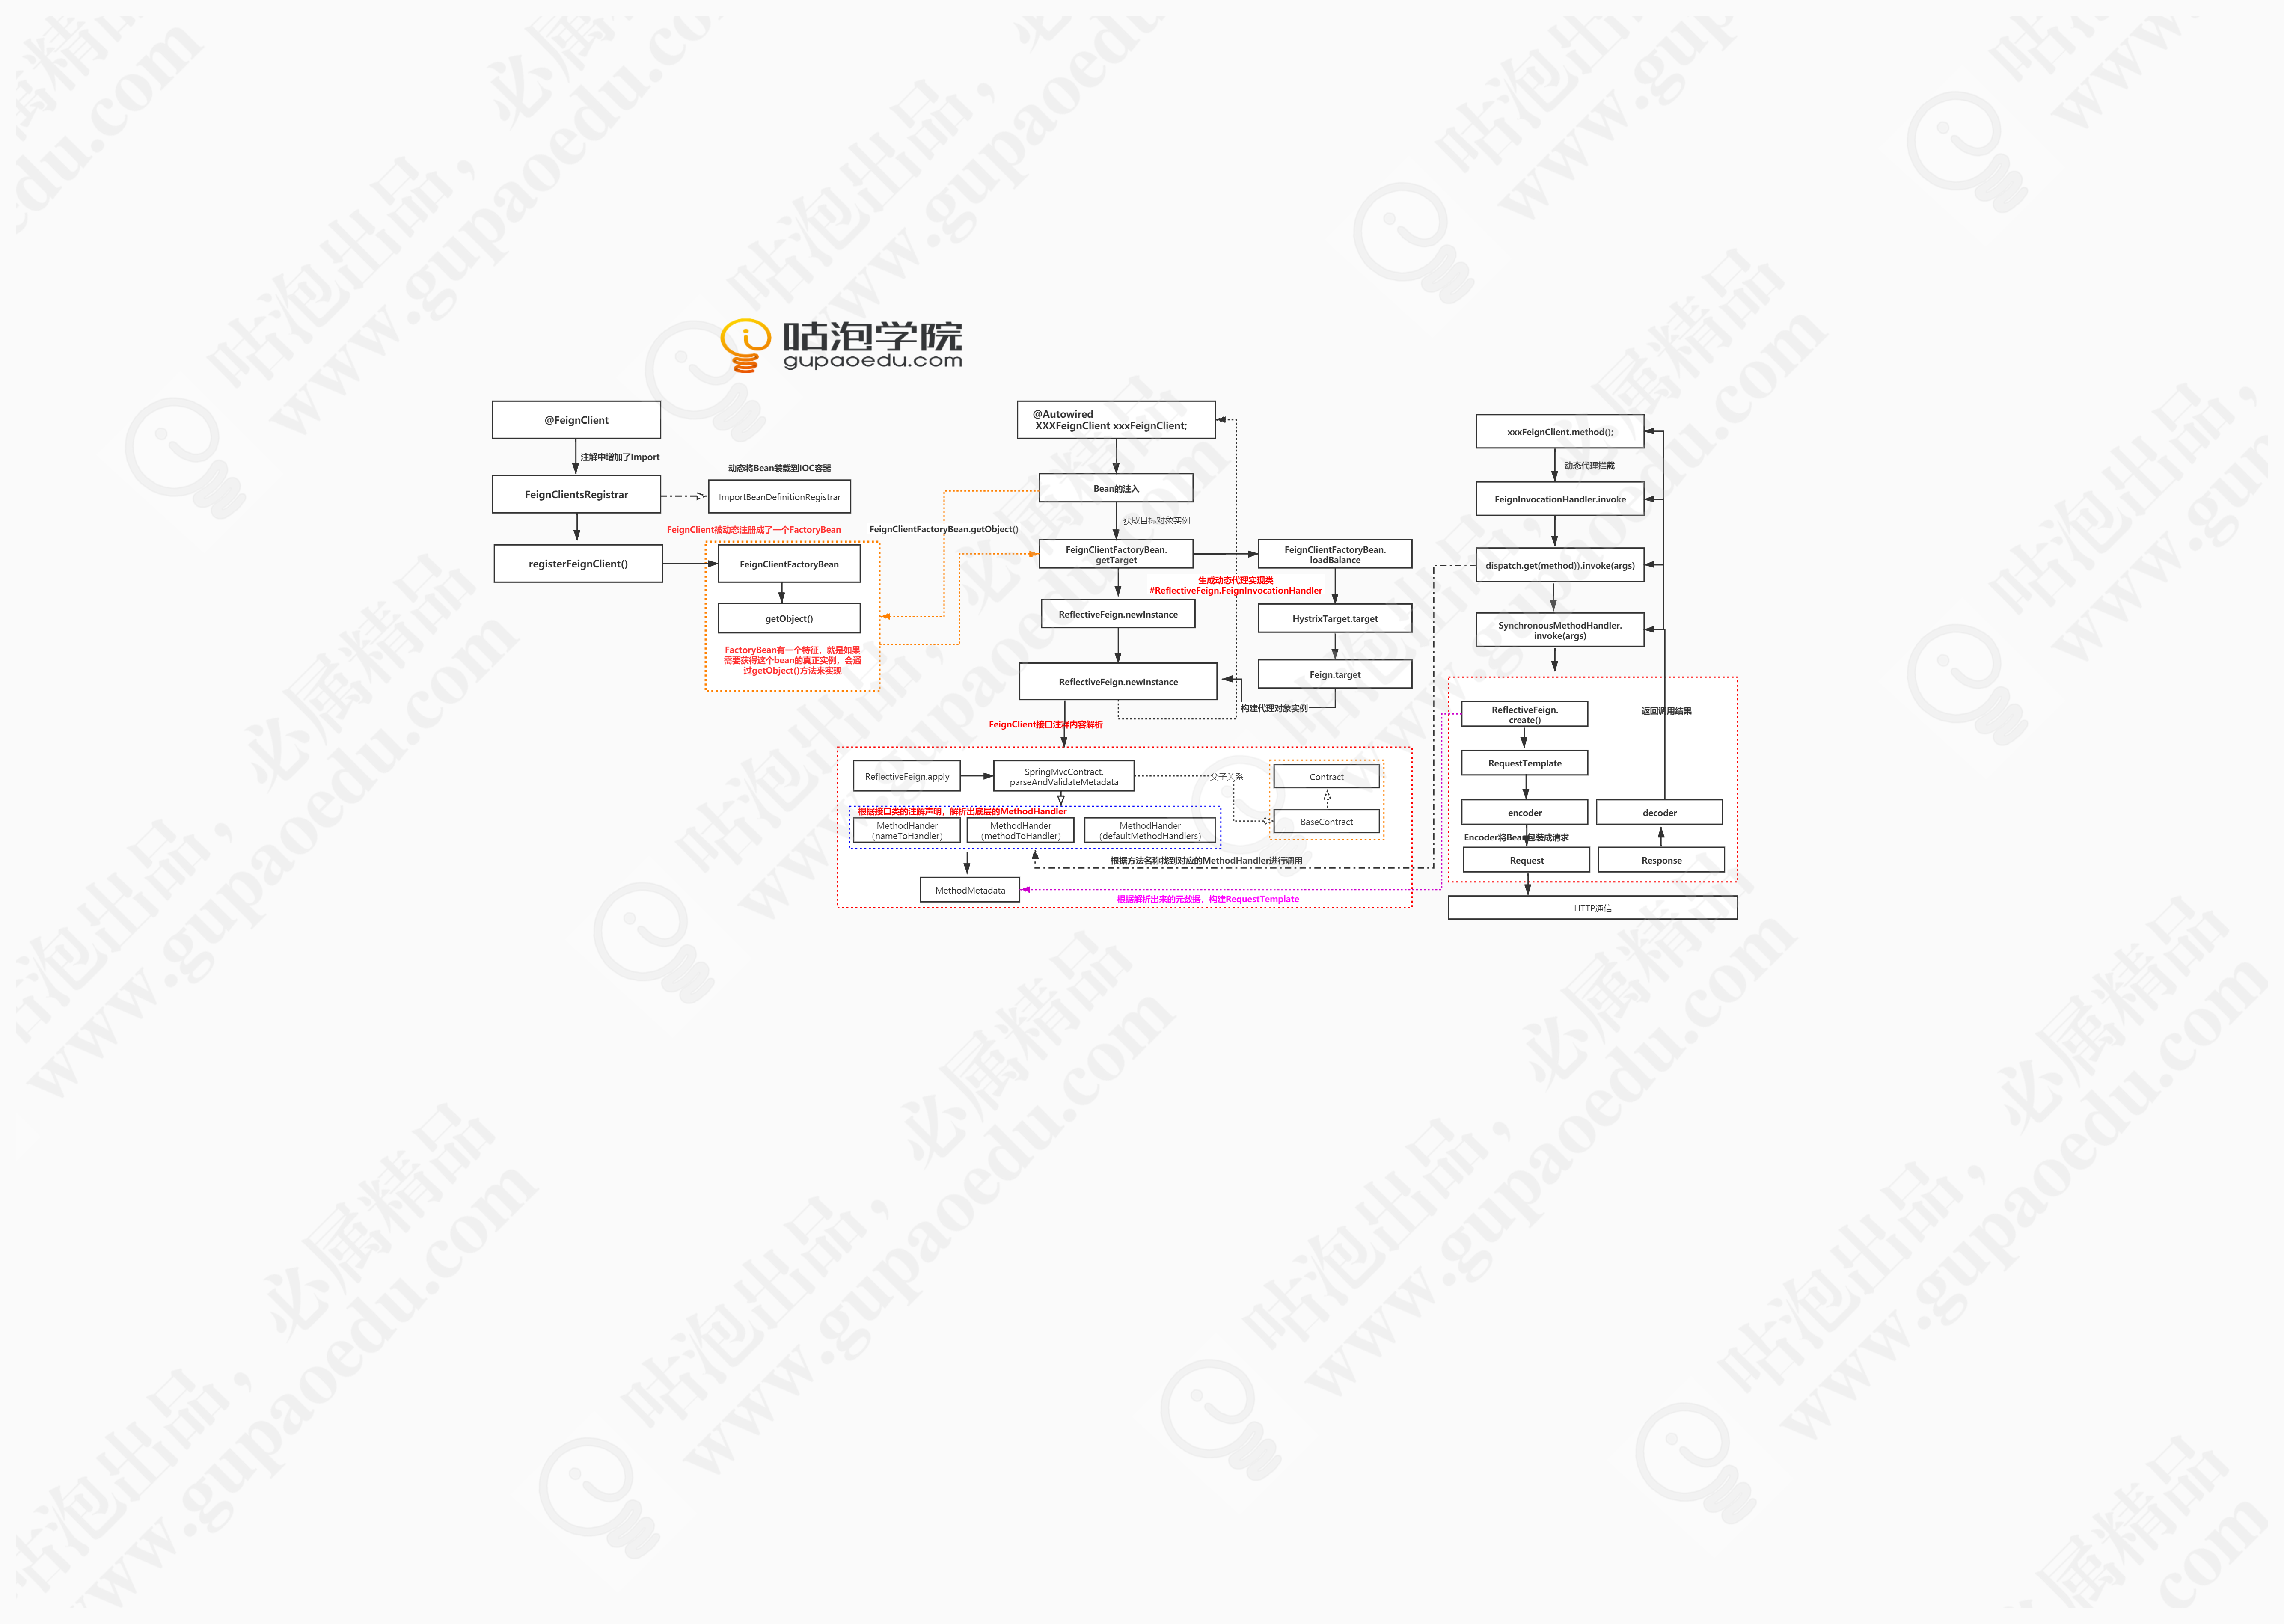 咕泡学院
gupaoedu.com
@FeignClient
注解中增加了Import
FeignClientsRegistrar
动态将Bean装载到IOC容器
ImportBeanDefinitionRegistrar
registerFeignClient()
FeignClient被动态注册成了一个FactoryBean
FeignClientFactoryBean
getObject()
FactoryBean有一个特征，就是如果
需要获得这个bean的真正实例，会通
过getObject()方法来实现
@Autowired
XXXFeignClient xxxFeignClient;
Bean的注入
获取目标对象实例
FeignClientFactoryBean.getObject()
FeignClientFactoryBean.
getTarget
FeignClientFactoryBean.
loadBalance
生成动态代理实现类
#ReflectiveFeign.FeignInvocationHandler
ReflectiveFeign.newInstance
HystrixTarget.target
ReflectiveFeign.newInstance
Feign.target
构建代理对象实例
FeignClient接口注解内容解析
ReflectiveFeign.apply
SpringMvcContract.
parseAndValidateMetadata
父子关系
Contract
BaseContract
根据接口类的注解声明，解析出底层的MethodHandler
MethodHander
（nameToHandler）
MethodHander
（methodToHandler）
MethodHander
（defaultMethodHandlers）
根据方法名称找到对应的MethodHandler进行调用
MethodMetadata
根据解析出来的元数据，构建RequestTemplate
xxxFeignClient.method();
动态代理拦截
FeignInvocationHandler.invoke
dispatch.get(method)).invoke(args)
SynchronousMethodHandler.
invoke(args)
ReflectiveFeign.
create()
返回调用结果
RequestTemplate
encoder
decoder
Encoder将Bean包装成请求
Request
Response
HTTP通信
咕泡出品，必属精品
www.gupaoedu.com